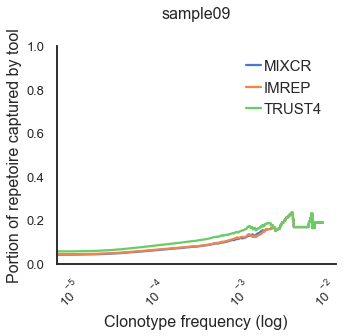 sample09
Portion of repetoire captured by tool
1.0
0.8
0.6
0.4
0.2
0.0
MIXCR
IMREP
TRUST4
10⁻⁵
10⁻⁴
10⁻³
10⁻²
Clonotype frequency (log)